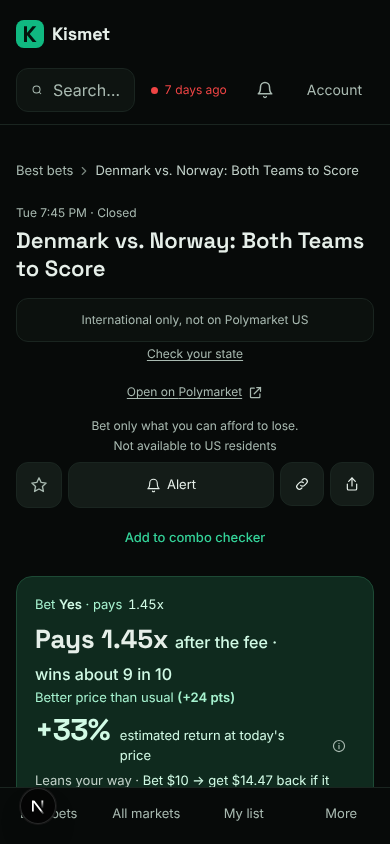 Kismet
Search...
7 days ago
Account
Best bets > Denmark vs. Norway: Both Teams to Score
Tue 7:45 PM · Closed
Denmark vs. Norway: Both Teams
to Score
International only, not on Polymarket US
Check your state
Open on Polymarket
Bet only what you can afford to lose.
Not available to US residents
Alert
Add to combo checker
Bet Yes · pays 1.45x
Pays 1.45x after the fee ·
wins about 9 in 10
Better price than usual (+24 pts)
+33% estimated return at today's
price
Leans your way · Bet $10 → get $14.47 back if it
N
bets
All markets
My list
More